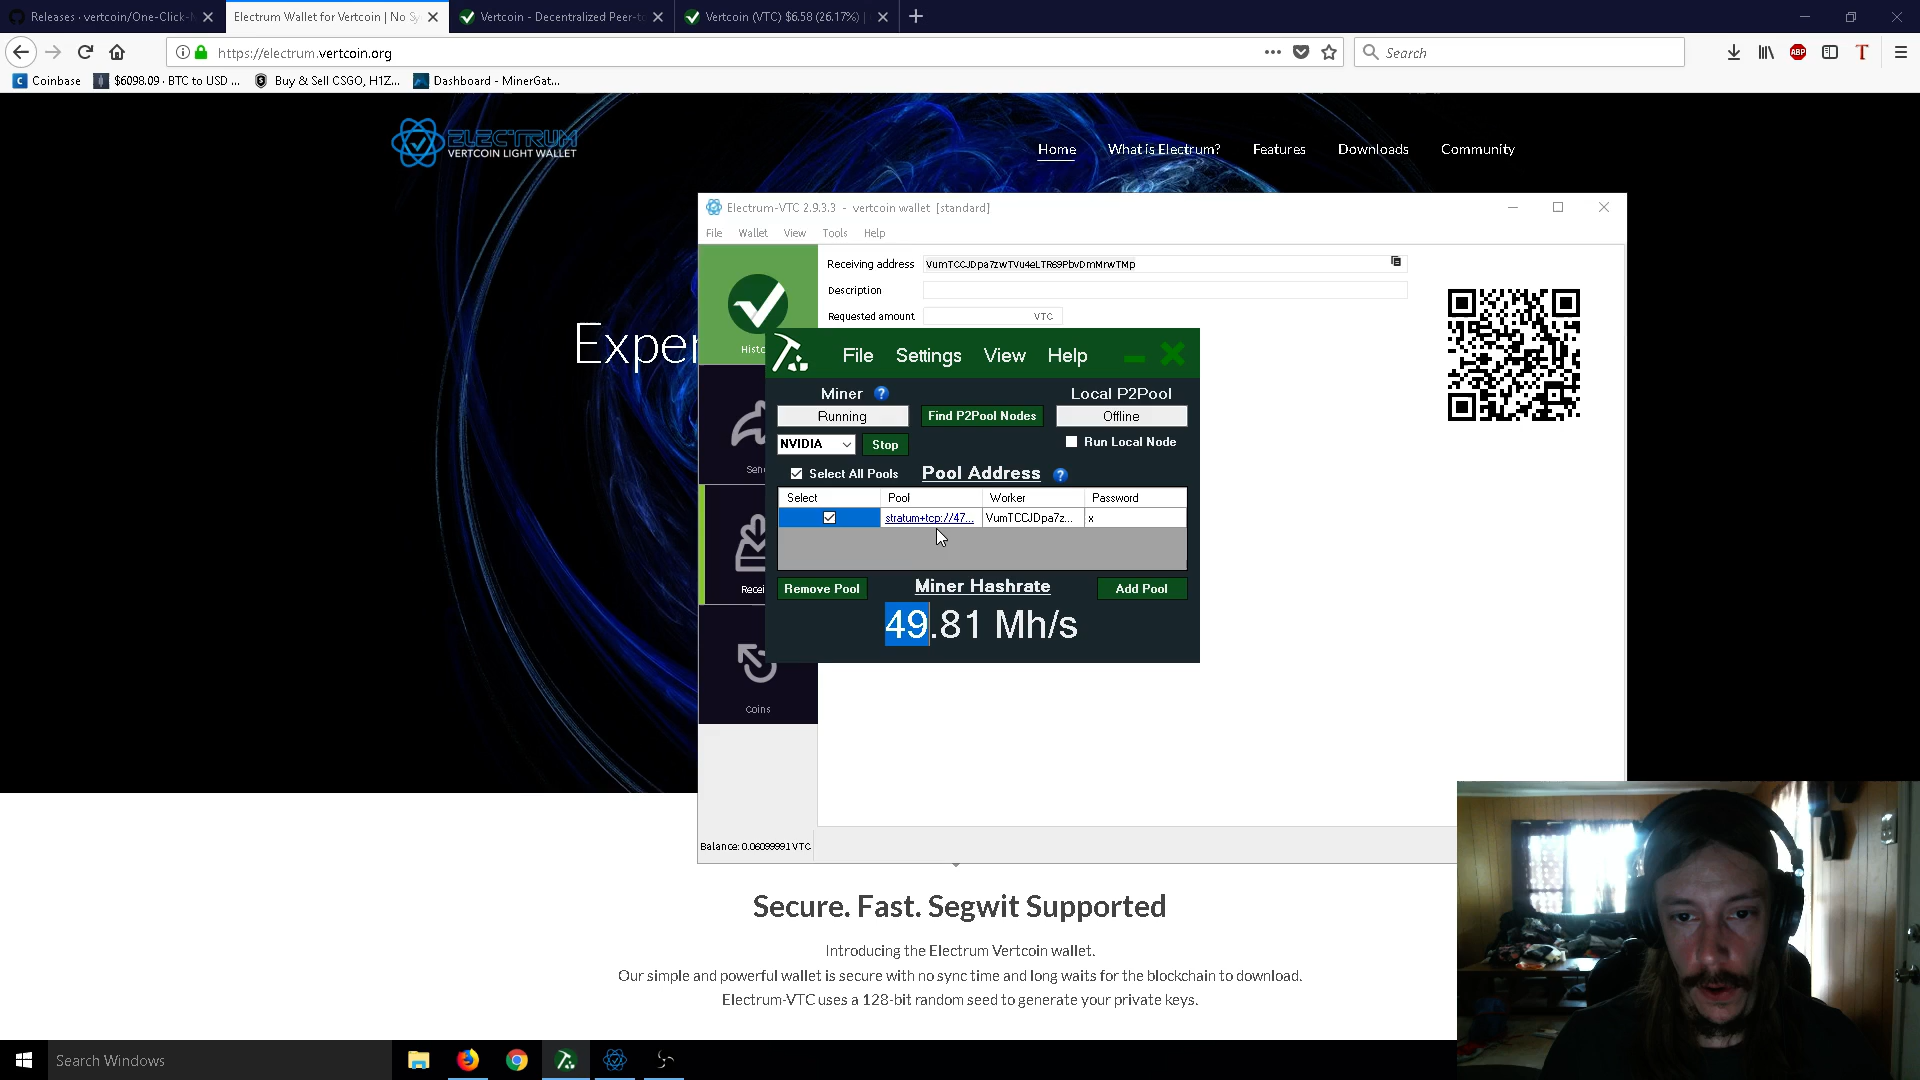 Releases · vertcoin/One-Click-M
Electrum Wallet for Vertcoin | No Sy
Vertcoin - Decentralized Peer-to
Vertcoin (VTC) $6.58 (26.17%) |
https://electrum.vertcoin.org
Search
ABP
T
Coinbase
$6098.09 · BTC to USD ...
Buy & Sell CSGO, H1Z...
Dashboard - MinerGat...
ELECTRUM
VERTCOIN LIGHT WALLET
Home
What is Electrum?
Features
Downloads
Community
Electrum-VTC 2.9.3.3 - vertcoin wallet [standard]
File Wallet View Tools Help
Receiving address VumTCCJDpa7zwTVu4eLTR69PbvDmMrwTMp
Description
Requested amount VTC
Exper
Histo
File Settings View Help
Miner
Local P2Pool
Running
Find P2Pool Nodes
Offline
NVIDIA
Stop
Run Local Node
Sen
Select All Pools
Pool Address
Select Pool Worker Password
stratum+tcp://47... VumTCCJDpa7z... x
Recei
Remove Pool
Miner Hashrate
Add Pool
49.81 Mh/s
Coins
Balance: 0.06099991 VTC
Secure. Fast. Segwit Supported
Introducing the Electrum Vertcoin wallet.
Our simple and powerful wallet is secure with no sync time and long waits for the blockchain to download.
Electrum-VTC uses a 128-bit random seed to generate your private keys.
Search Windows